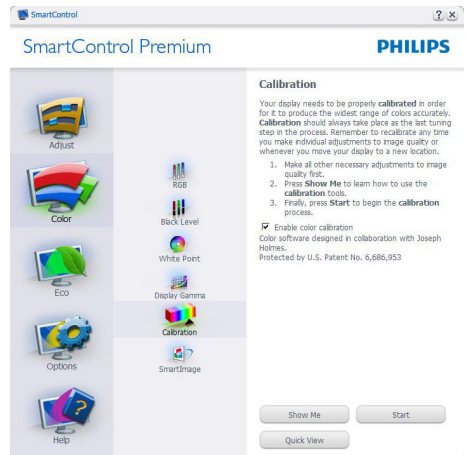 SmartControl
SmartControl Premium
PHILIPS
Adjust
Color
Eco
Options
Help
RGB
Black Level
White Point
Display Gamma
Calibration
SmartImage
Calibration
Your display needs to be properly calibrated in order
for it to produce the widest range of colors accurately.
Calibration should always take place as the last tuning
step in the process. Remember to recalibrate any time
you make individual adjustments to image quality or
whenever you move your display to a new location.
1. Make all other necessary adjustments to image
quality first.
2. Press Show Me to learn how to use the
calibration tools.
3. Finally, press Start to begin the calibration
process.
Enable color calibration
Color software designed in collaboration with Joseph
Holmes.
Protected by U.S. Patent No. 6,686,953
Show Me
Start
Quick View